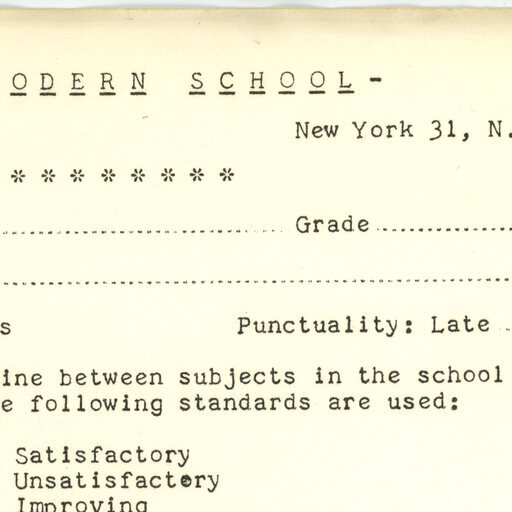 ODERN SCHOOL-
New York 31, N.
* * * * * * * *
Grade
s Punctuality: Late
ine between subjects in the school
e following standards are used:
Satisfactory
Unsatisfactory
Improving